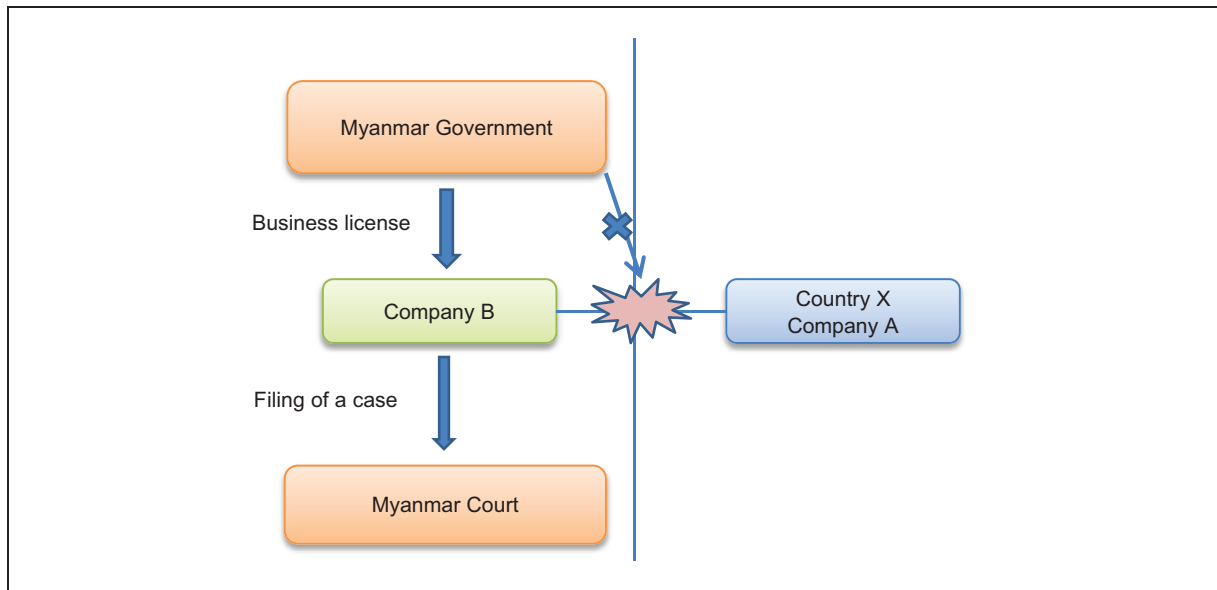 Myanmar Government
Business license
Company B
Country X
Company A
Filing of a case
Myanmar Court